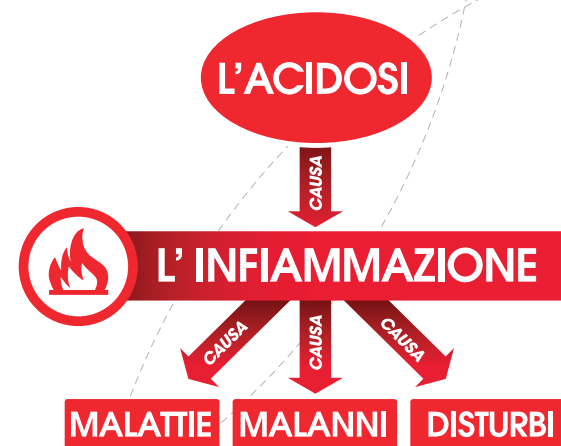 L'ACIDOSI
CAUSA
L' INFIAMMAZIONE
CAUSA CAUSA CAUSA
MALATTIE MALANNI DISTURBI